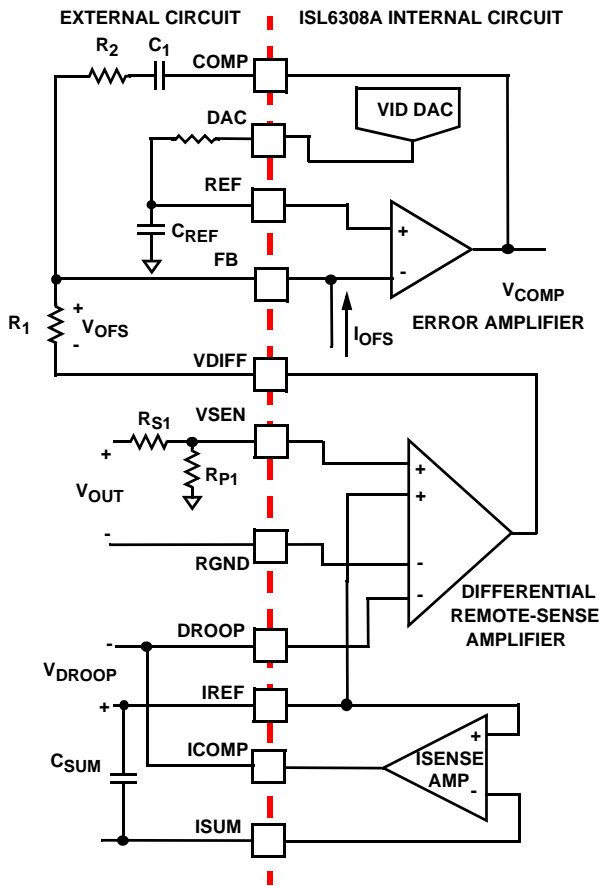 EXTERNAL CIRCUIT
ISL6308A INTERNAL CIRCUIT
R2
C1
COMP
VID DAC
DAC
REF
+
CREF
FB
-
VCOMP
R1
+
VOFS
-
IOFS
ERROR AMPLIFIER
VDIFF
RS1
VSEN
+
RP1
+
VOUT
+
-
RGND
-
-
DIFFERENTIAL
REMOTE-SENSE
AMPLIFIER
DROOP
-
VDROOP
+
IREF
CSUM
ICOMP
+
ISENSE
AMP
-
ISUM